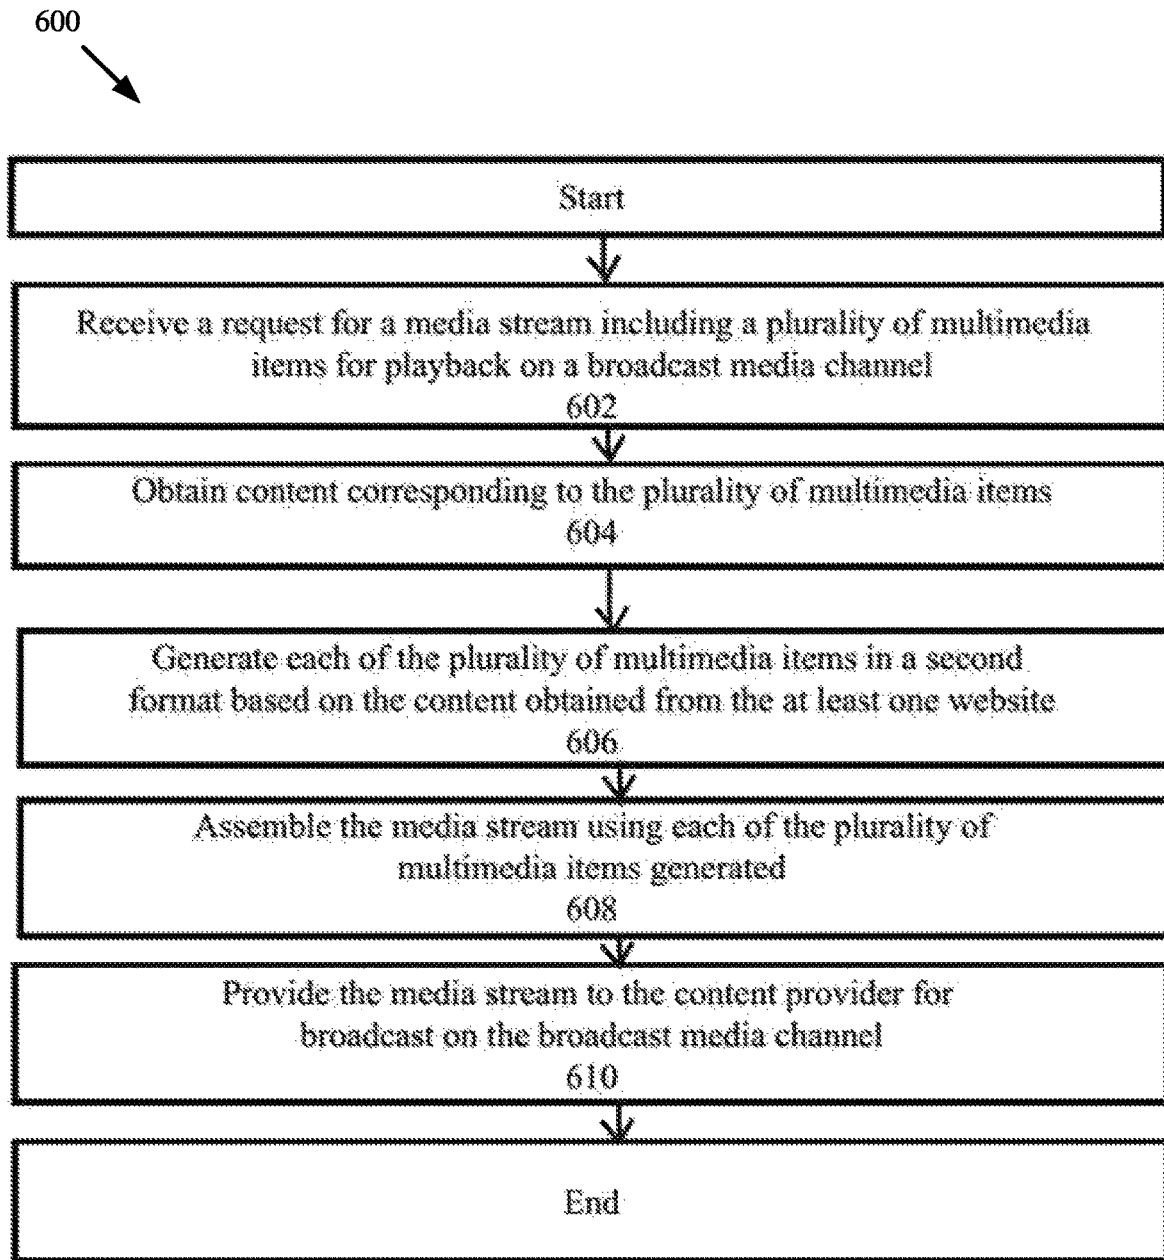 600
Start
Receive a request for a media stream including a plurality of multimedia
items for playback on a broadcast media channel
602
Obtain content corresponding to the plurality of multimedia items
604
Generate each of the plurality of multimedia items in a second
format based on the content obtained from the at least one website
606
Assemble the media stream using each of the plurality of
multimedia items generated
608
Provide the media stream to the content provider for
broadcast on the broadcast media channel
610
End